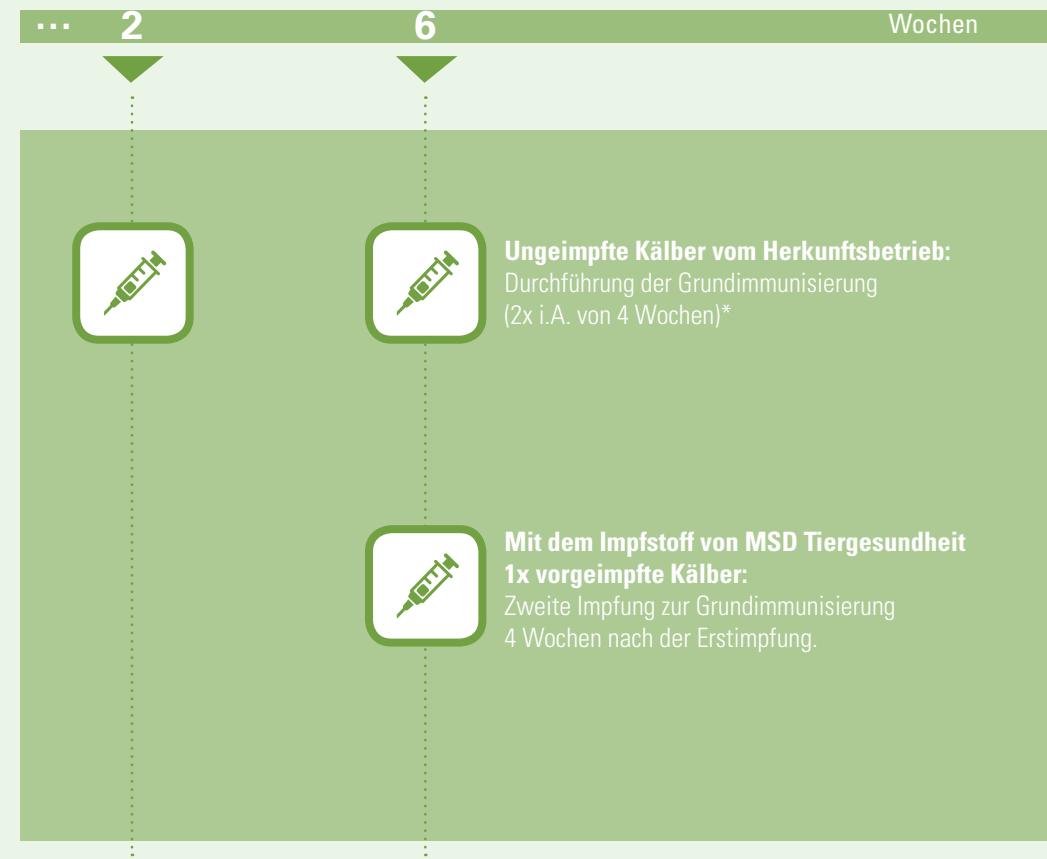 ... 2 6 Wochen
Ungeimpfte Kälber vom Herkunftsbetrieb:
Durchführung der Grundimmunisierung
(2x i.A. von 4 Wochen)*
Mit dem Impfstoff von MSD Tiergesundheit
1x vorgeimpfte Kälber:
Zweite Impfung zur Grundimmunisierung
4 Wochen nach der Erstimpfung.